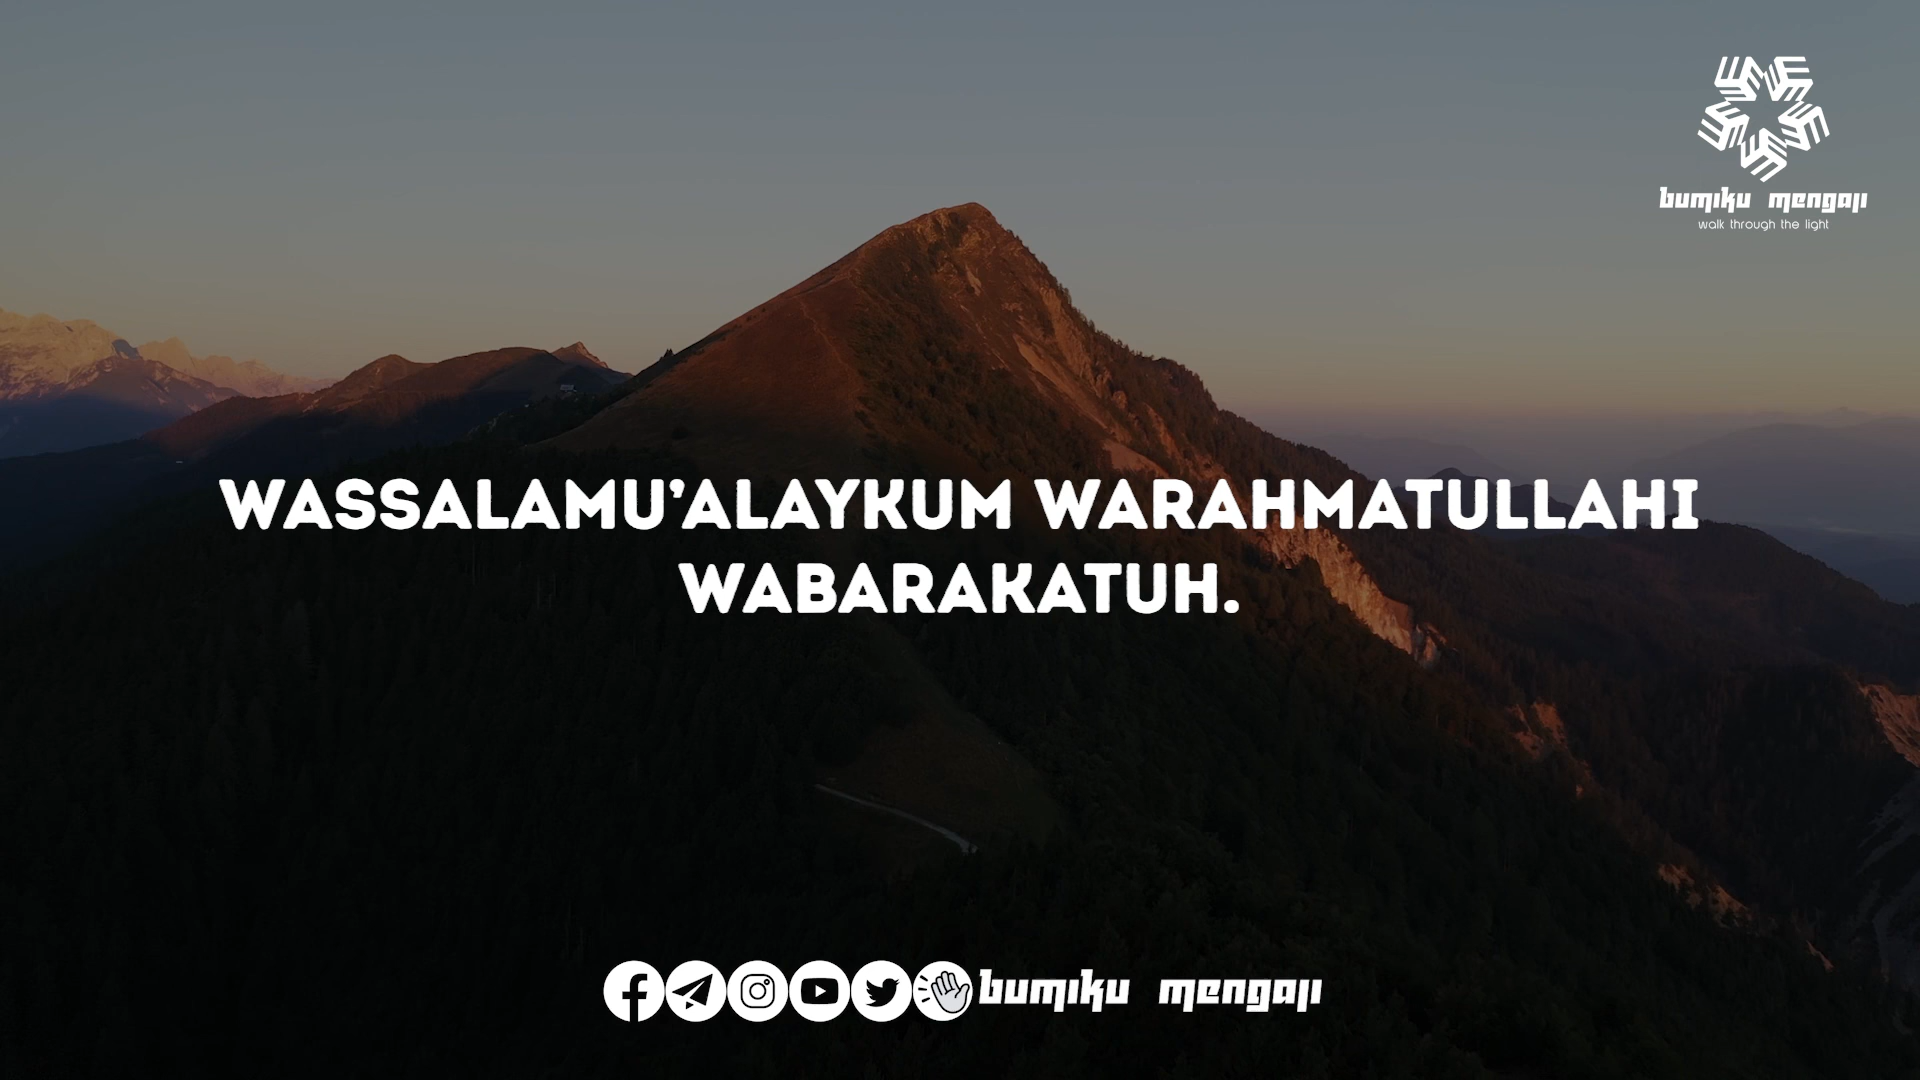 bumiku mengaji
walk through the light
WASSALAMU’ALAYKUM WARAHMATULLAHI
WABARAKATUH.
bumiku mengaji